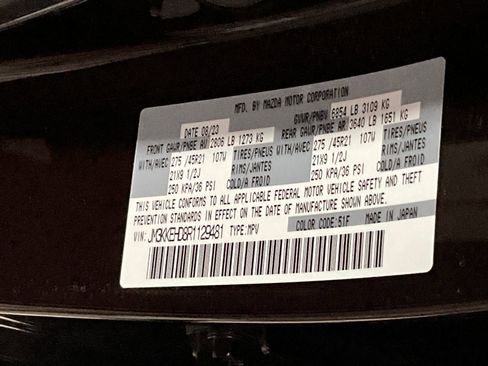 MFD. BY MAZDA MOTOR CORPORATION
DATE 08/23 GVWR/PNBV 6854 LB 3109 KG
FRONT GAWR/PNBE AV 2806 LB 1273 KG REAR GAWR/PNBE AR 3640 LB 1651 KG
WITH/AVEC 275 /45R21 107W TIRES/PNEUS WITH/AVEC 275 /45R21 107W TIRES/PNEUS
21X9 1/2J RIMS/JANTES 21X9 1/2J RIMS/JANTES
250 KPA/36 PSI COLD/A FROID 250 KPA/36 PSI COLD/A FROID
THIS VEHICLE CONFORMS TO ALL APPLICABLE FEDERAL MOTOR VEHICLE SAFETY AND THEFT
PREVENTION STANDARDS IN EFFECT ON THE DATE OF MANUFACTURE SHOWN ABOVE.
VIN: JM3KKEHD8R1129481 TYPE:MPV COLOR CODE:51F MADE IN JAPAN